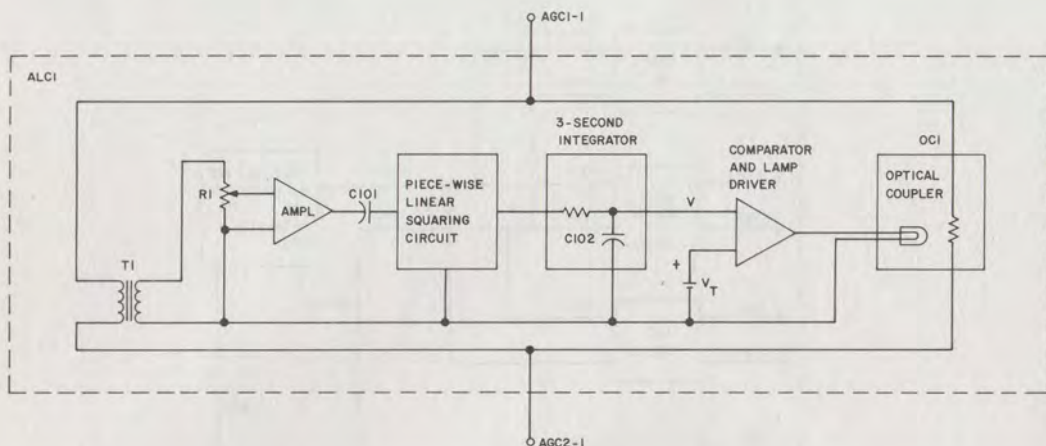 AGC1-1
ALC1
3-SECOND
INTEGRATOR
COMPARATOR
AND LAMP
DRIVER
OC1
OPTICAL
COUPLER
R1
AMPL
C101
PIECE-WISE
LINEAR
SQUARING
CIRCUIT
V
C102
+
VT
T1
AGC2-1